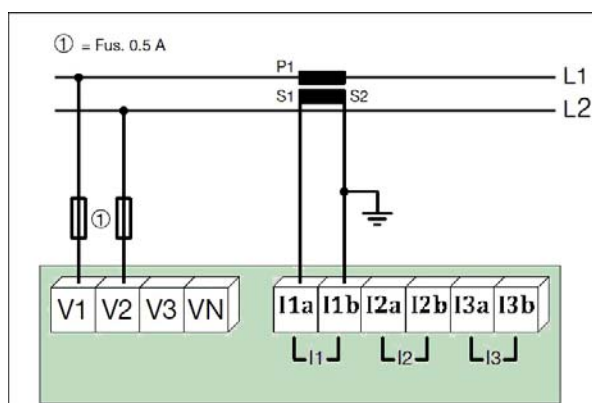 ① = Fus. 0.5 A
P1
L1
S1 S2
L2
①
V1 V2 V3 VN
I1a I1b I2a I2b I3a I3b
I1 I2 I3